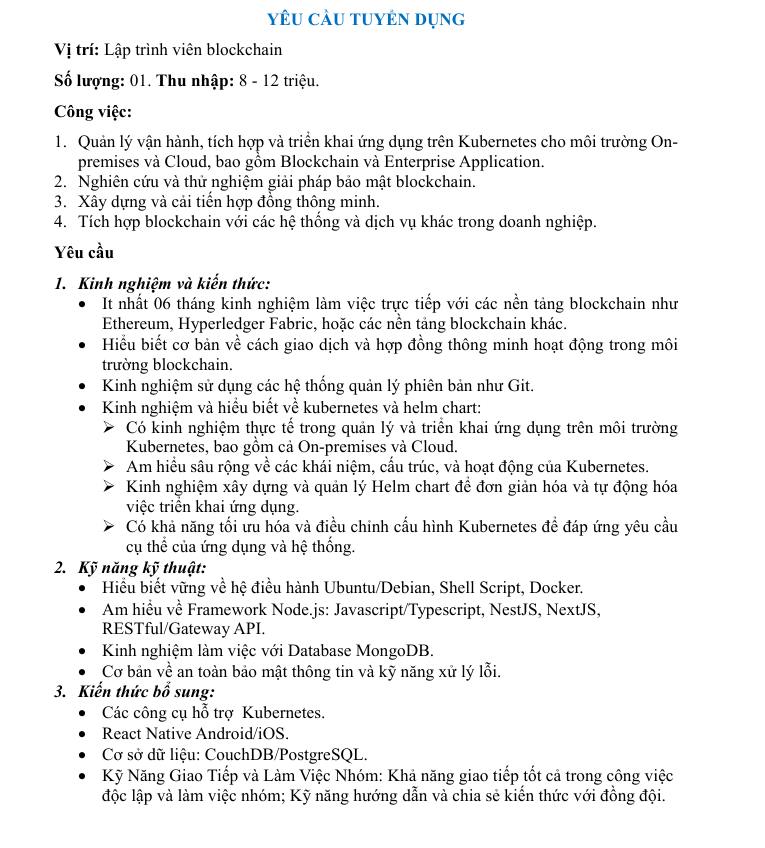 YÊU CẦU TUYỂN DỤNG
Vị trí: Lập trình viên blockchain
Số lượng: 01. Thu nhập: 8 - 12 triệu.
Công việc:
1. Quản lý vận hành, tích hợp và triển khai ứng dụng trên Kubernetes cho môi trường On-
premises và Cloud, bao gồm Blockchain và Enterprise Application.
2. Nghiên cứu và thử nghiệm giải pháp bảo mật blockchain.
3. Xây dựng và cải tiến hợp đồng thông minh.
4. Tích hợp blockchain với các hệ thống và dịch vụ khác trong doanh nghiệp.
Yêu cầu
1. Kinh nghiệm và kiến thức:
• It nhất 06 tháng kinh nghiệm làm việc trực tiếp với các nền tảng blockchain như
Ethereum, Hyperledger Fabric, hoặc các nền tảng blockchain khác.
• Hiểu biết cơ bản về cách giao dịch và hợp đồng thông minh hoạt động trong môi
trường blockchain.
• Kinh nghiệm sử dụng các hệ thống quản lý phiên bản như Git.
• Kinh nghiệm và hiểu biết về kubernetes và helm chart:
➢ Có kinh nghiệm thực tế trong quản lý và triển khai ứng dụng trên môi trường
Kubernetes, bao gồm cả On-premises và Cloud.
➢ Am hiểu sâu rộng về các khái niệm, cấu trúc, và hoạt động của Kubernetes.
➢ Kinh nghiệm xây dựng và quản lý Helm chart để đơn giản hóa và tự động hóa
việc triển khai ứng dụng.
➢ Có khả năng tối ưu hóa và điều chỉnh cấu hình Kubernetes để đáp ứng yêu cầu
cụ thể của ứng dụng và hệ thống.
2. Kỹ năng kỹ thuật:
• Hiểu biết vững về hệ điều hành Ubuntu/Debian, Shell Script, Docker.
• Am hiểu về Framework Node.js: Javascript/Typescript, NestJS, NextJS,
RESTful/Gateway API.
• Kinh nghiệm làm việc với Database MongoDB.
• Cơ bản về an toàn bảo mật thông tin và kỹ năng xử lý lỗi.
3. Kiến thức bổ sung:
• Các công cụ hỗ trợ Kubernetes.
• React Native Android/iOS.
• Cơ sở dữ liệu: CouchDB/PostgreSQL.
• Kỹ Năng Giao Tiếp và Làm Việc Nhóm: Khả năng giao tiếp tốt cả trong công việc
độc lập và làm việc nhóm; Kỹ năng hướng dẫn và chia sẻ kiến thức với đồng đội.